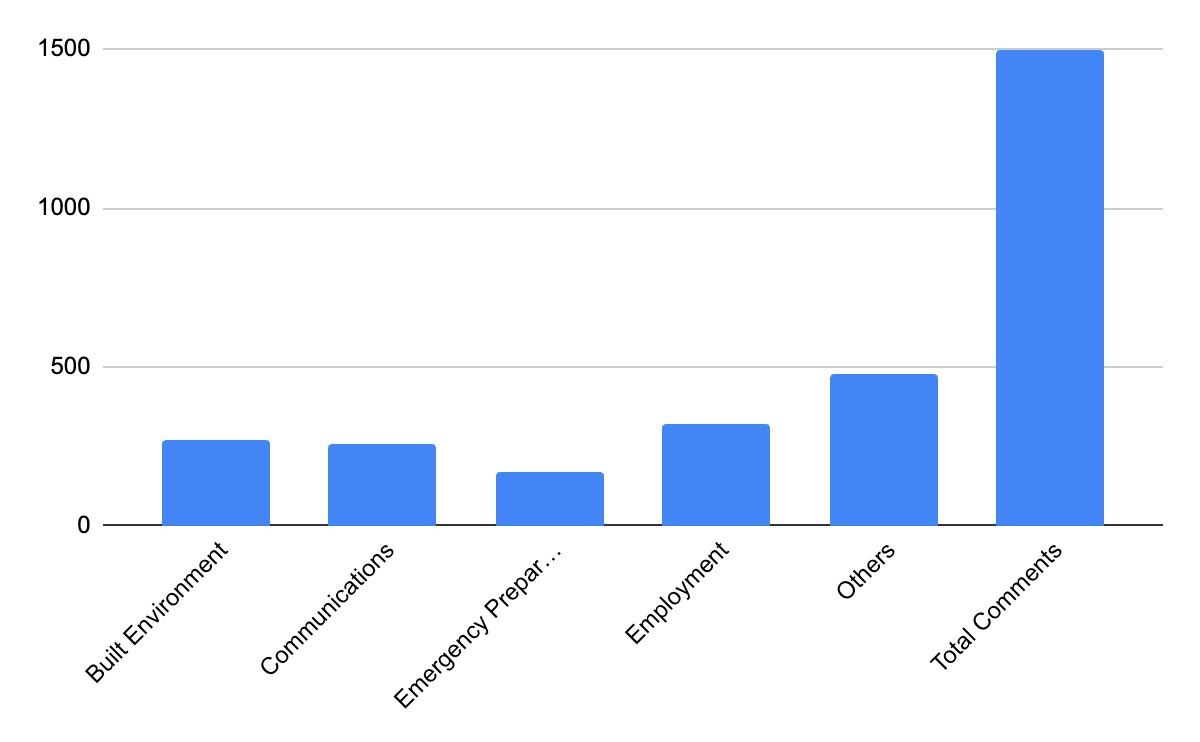 1500
1000
500
0
Built Environment
Communications
Emergency Prepar...
Employment
Others
Total Comments